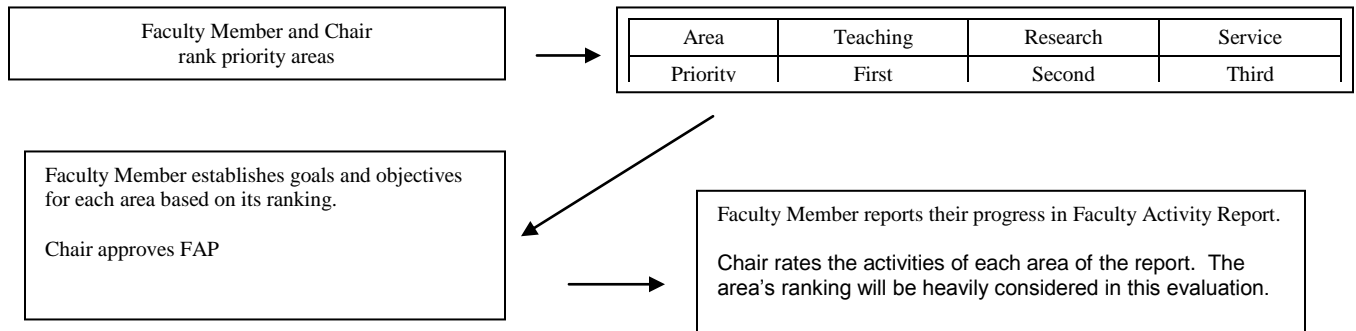 Faculty Member and Chair
rank priority areas
Area Teaching Research Service
Priority First Second Third
Faculty Member establishes goals and objectives
for each area based on its ranking.
Chair approves FAP
Faculty Member reports their progress in Faculty Activity Report.
Chair rates the activities of each area of the report. The
area's ranking will be heavily considered in this evaluation.